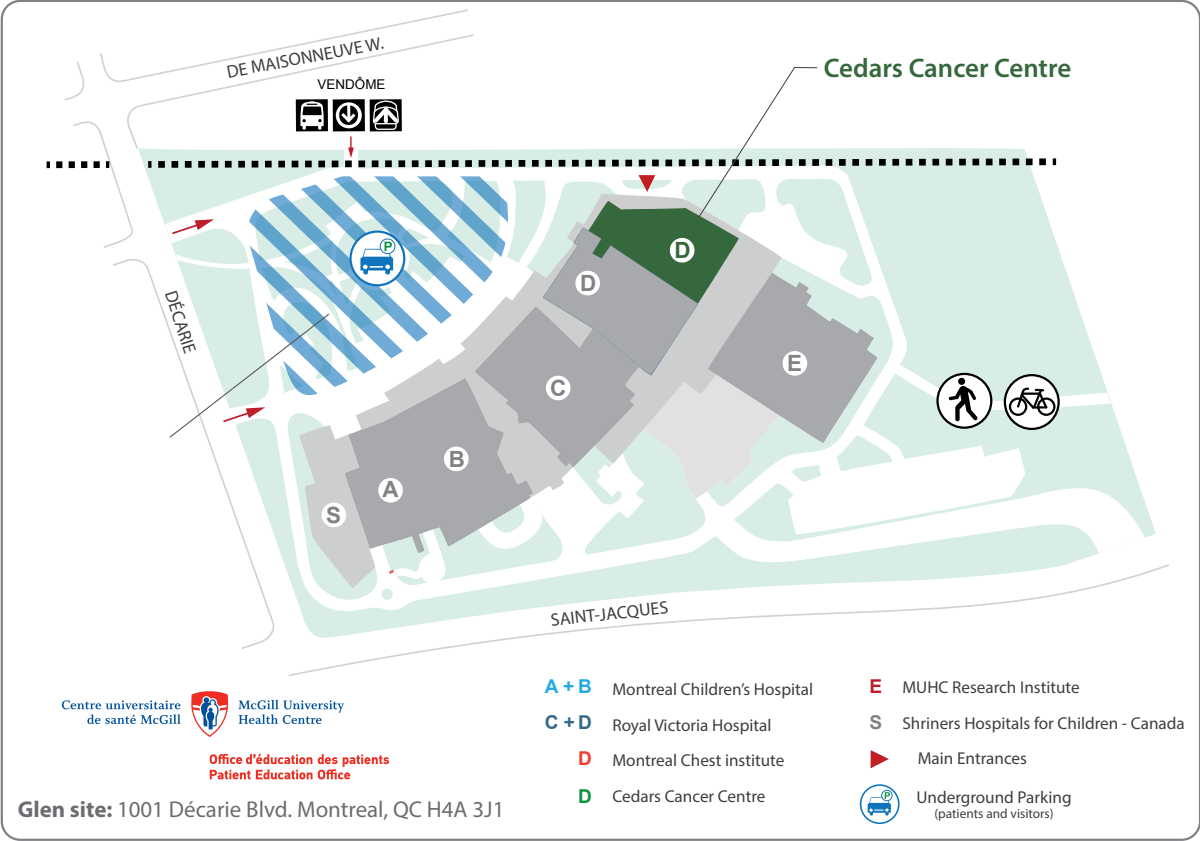 DE MAISONNEUVE W.
VENDÔME
Cedars Cancer Centre
P
D
D
DÉCARIE
E
C
B
A
S
SAINT-JACQUES
Centre universitaire
de santé McGill
McGill University
Health Centre
Office d'éducation des patients
Patient Education Office
Glen site: 1001 Décarie Blvd. Montreal, QC H4A 3J1
A + B Montreal Children's Hospital
C + D Royal Victoria Hospital
D Montreal Chest institute
D Cedars Cancer Centre
E MUHC Research Institute
S Shriners Hospitals for Children - Canada
Main Entrances
P
Underground Parking
(patients and visitors)